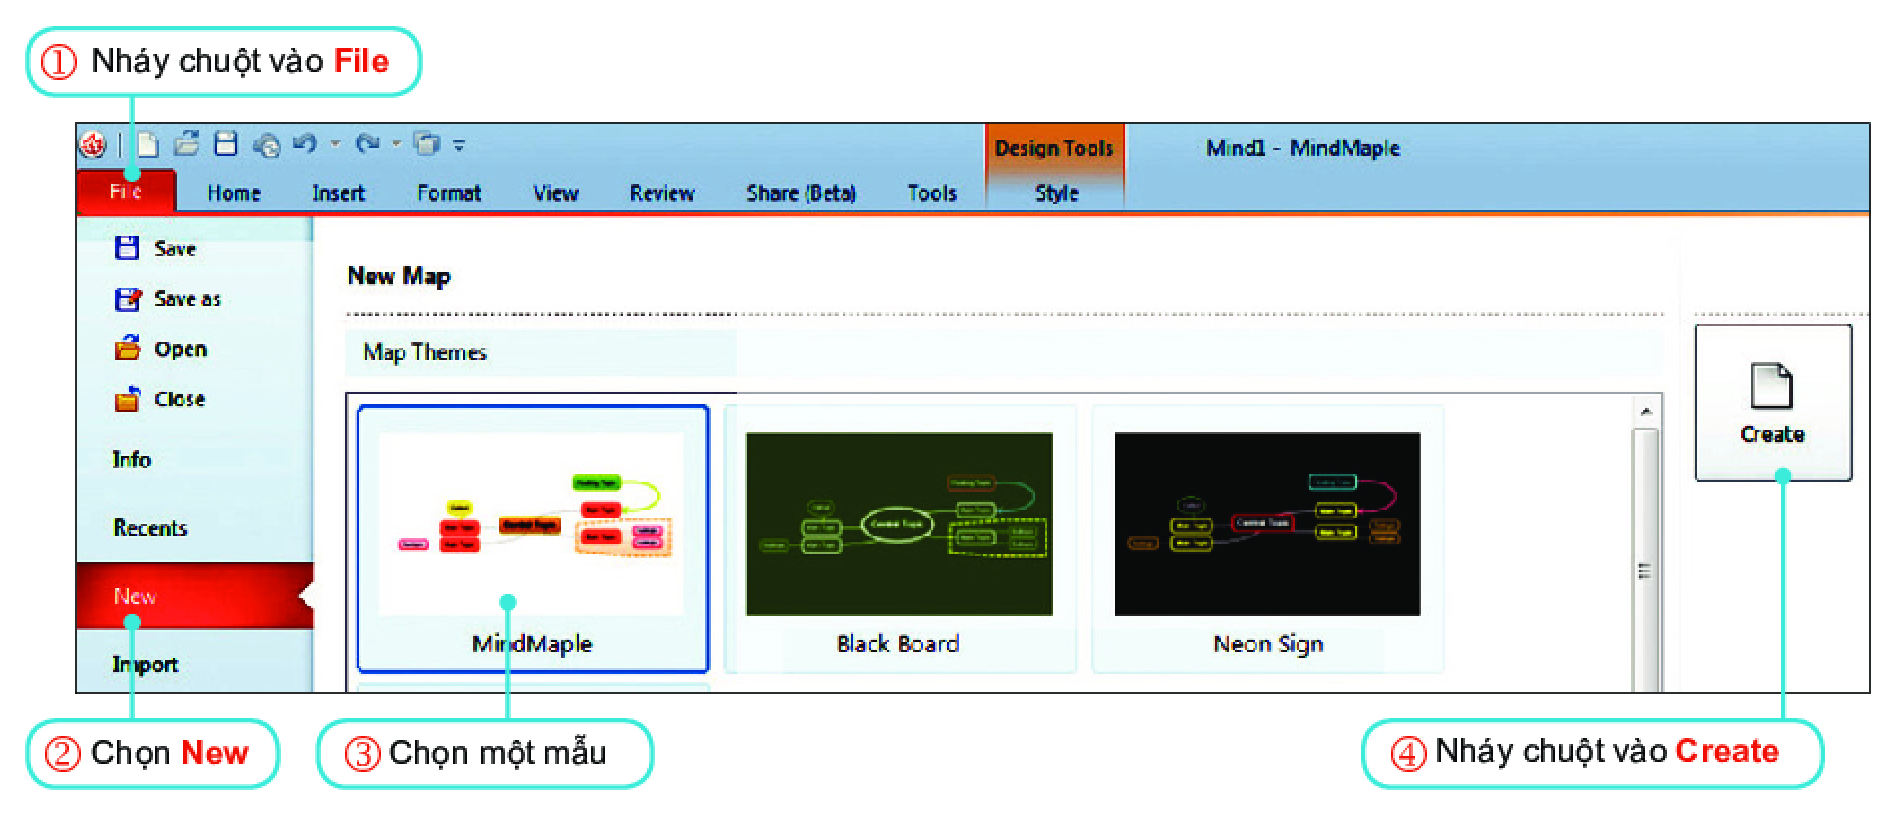 ① Nháy chuột vào File
Design Tools
Mind1 - MindMaple
File Home Insert Format View Review Share (Beta) Tools Style
Save
Save as
Open
Close
Info
Recents
New
Import
New Map
Map Themes
MindMaple
Black Board
Neon Sign
Create
② Chọn New
③ Chọn một mẫu
④ Nháy chuột vào Create